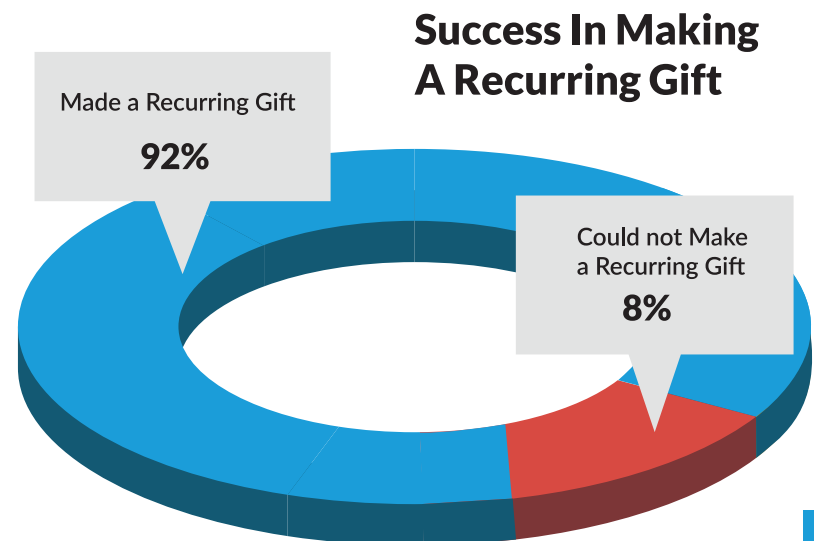 Success In Making
A Recurring Gift
Made a Recurring Gift
92%
Could not Make
a Recurring Gift
8%